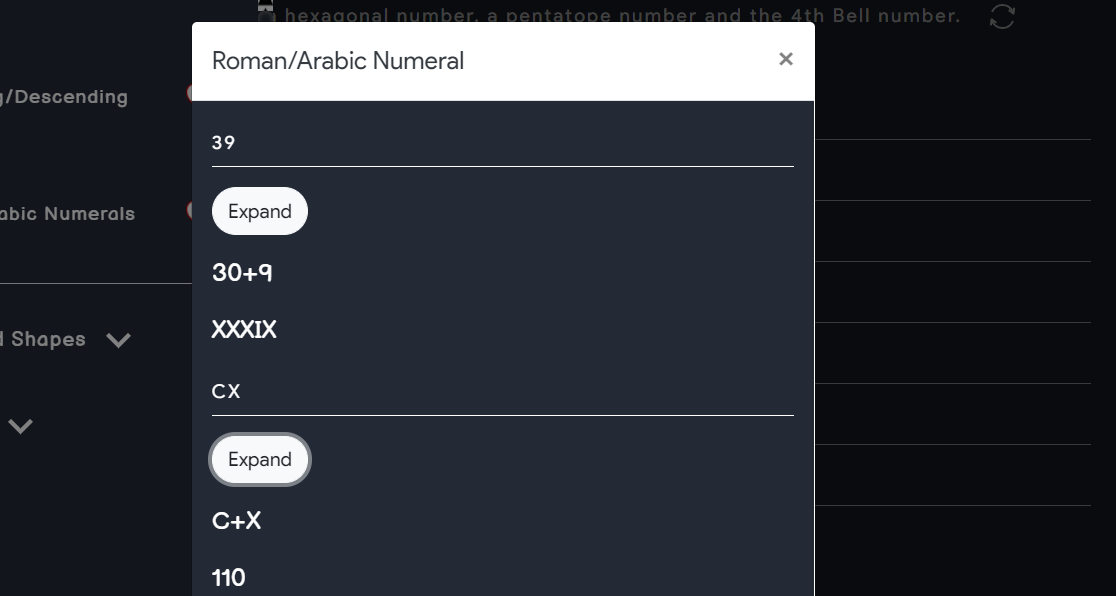 hexagonal number, a pentatope number and the 4th Bell number.
Roman/Arabic Numeral
×
g/Descending
39
Expand
abic Numerals
30+9
XXXIX
d Shapes
CX
Expand
C+X
110